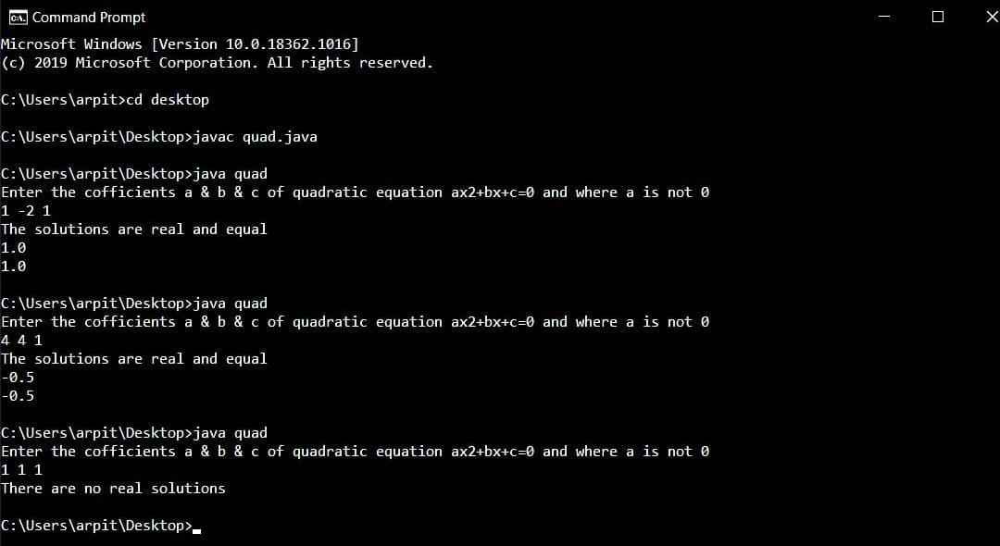 Command Prompt
Microsoft Windows [Version 10.0.18362.1016]
(c) 2019 Microsoft Corporation. All rights reserved.
C:\Users\arpit>cd desktop
C:\Users\arpit\Desktop>javac quad.java
C:\Users\arpit\Desktop>java quad
Enter the cofficients a & b & c of quadratic equation ax2+bx+c=0 and where a is not 0
1 -2 1
The solutions are real and equal
1.0
1.0
C:\Users\arpit\Desktop>java quad
Enter the cofficients a & b & c of quadratic equation ax2+bx+c=0 and where a is not 0
4 4 1
The solutions are real and equal
-0.5
-0.5
C:\Users\arpit\Desktop>java quad
Enter the cofficients a & b & c of quadratic equation ax2+bx+c=0 and where a is not 0
1 1 1
There are no real solutions
C:\Users\arpit\Desktop>